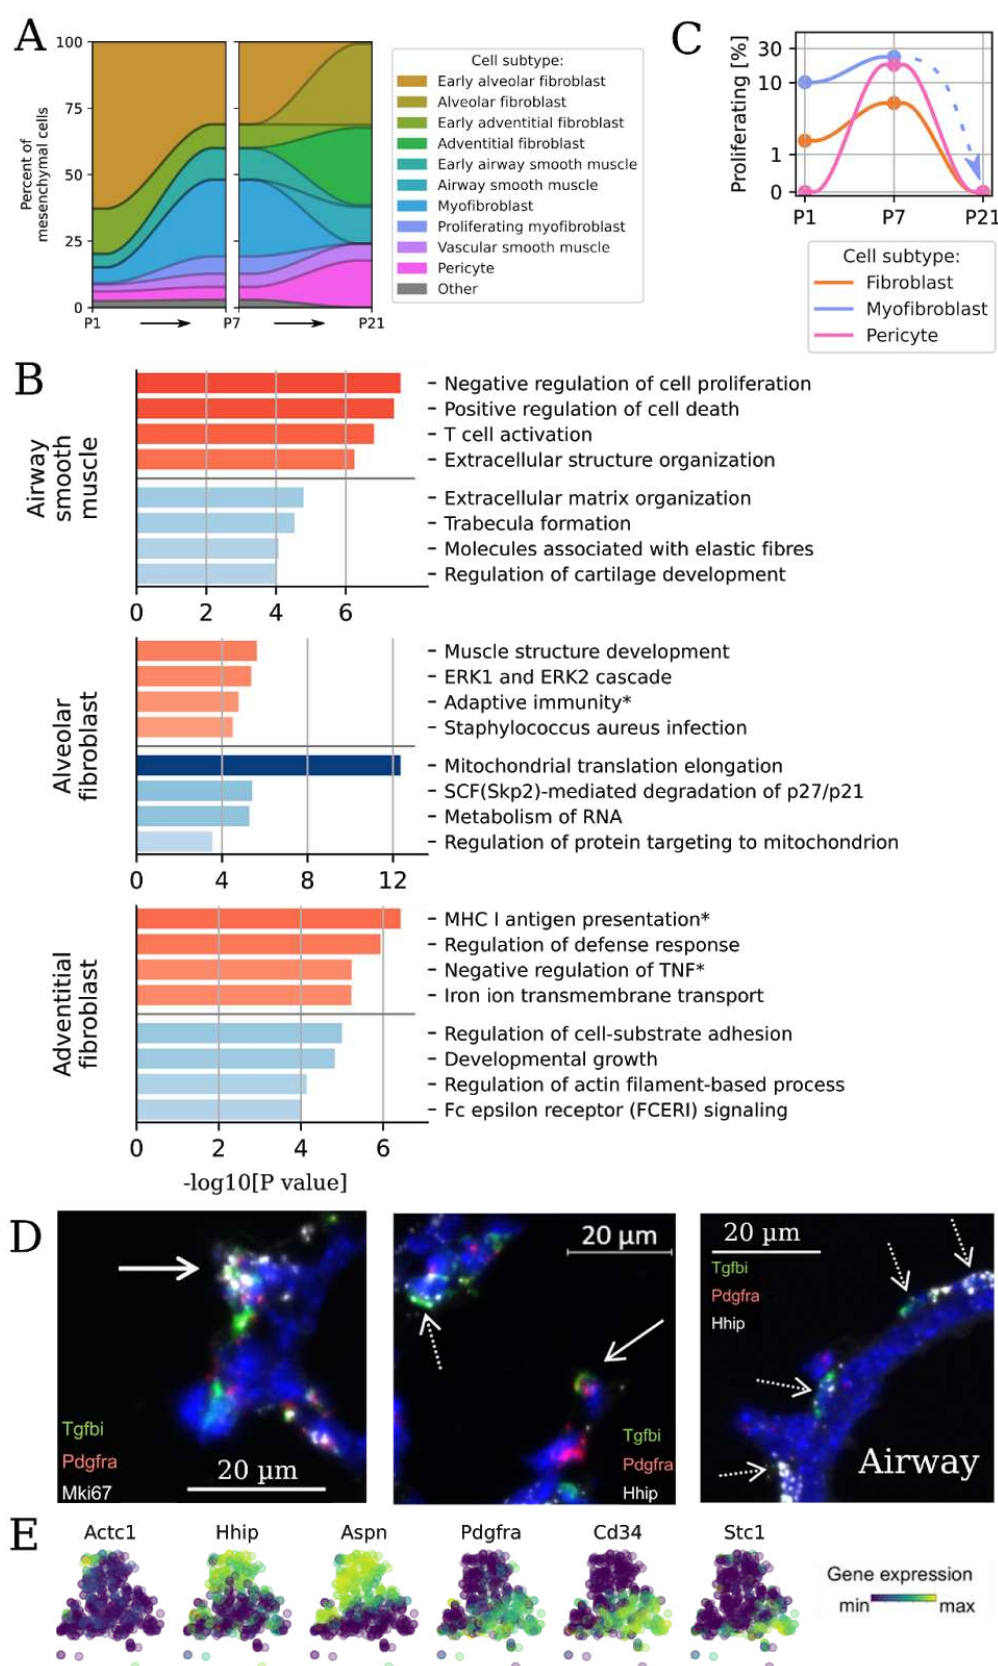 A
100
75
50
25
0
Percent of
mesenchymal cells
P1
P7
P21
Cell subtype:
Early alveolar fibroblast
Alveolar fibroblast
Early adventitial fibroblast
Adventitial fibroblast
Early airway smooth muscle
Airway smooth muscle
Myofibroblast
Proliferating myofibroblast
Vascular smooth muscle
Pericyte
Other
C
Proliferating [%]
30
10
1
0
P1
P7
P21
Cell subtype:
Fibroblast
Myofibroblast
Pericyte
B
Airway
smooth
muscle
Negative regulation of cell proliferation
Positive regulation of cell death
T cell activation
Extracellular structure organization
Extracellular matrix organization
Trabecula formation
Molecules associated with elastic fibres
Regulation of cartilage development
0 2 4 6
Alveolar
fibroblast
Muscle structure development
ERK1 and ERK2 cascade
Adaptive immunity*
Staphylococcus aureus infection
Mitochondrial translation elongation
SCF(Skp2)-mediated degradation of p27/p21
Metabolism of RNA
Regulation of protein targeting to mitochondrion
0 4 8 12
Adventitial
fibroblast
MHC I antigen presentation*
Regulation of defense response
Negative regulation of TNF*
Iron ion transmembrane transport
Regulation of cell-substrate adhesion
Developmental growth
Regulation of actin filament-based process
Fc epsilon receptor (FCERI) signaling
0 2 4 6
-log10[P value]
D
Tgfbi
Pdgfra
Mki67
20 µm
20 µm
Tgfbi
Pdgfra
Hhip
20 µm
Tgfbi
Pdgfra
Hhip
Airway
E
Actc1 Hhip Aspn Pdgfra Cd34 Stc1
Gene expression
min max